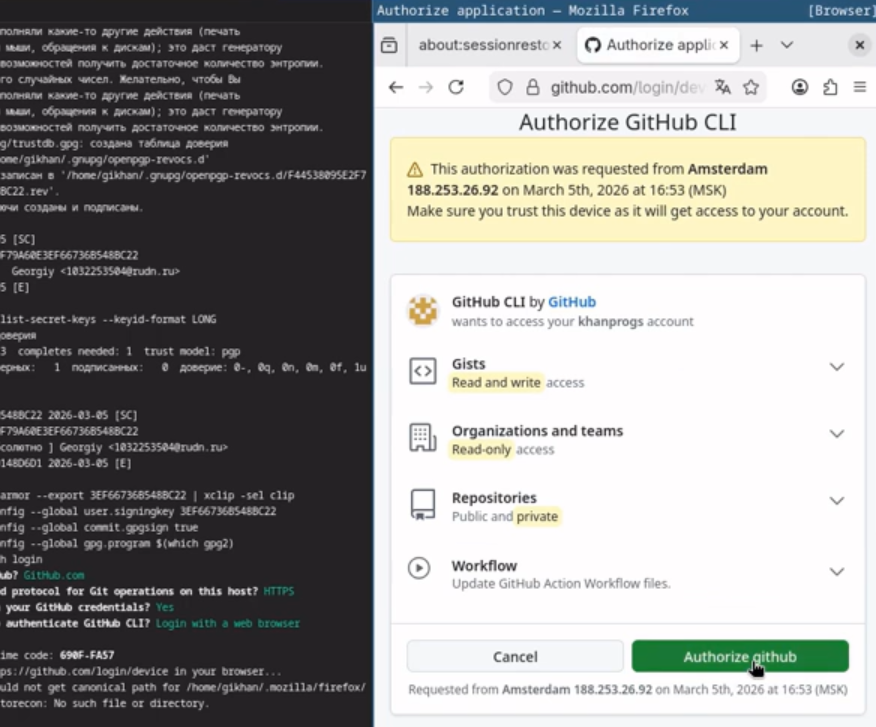 Authorize application — Mozilla Firefox
[Browser]
полняли какие-то другие действия (печать
мыши, обращения к дискам); это даст генератору
возможностей получить достаточное количество энтропии.
го случайных чисел. Желательно, чтобы Вы
полняли какие-то другие действия (печать
мыши, обращения к дискам); это даст генератору
возможностей получить достаточное количество энтропии.
g/trustdb.gpg: создана таблица доверия
ome/gikhan/.gnupg/openpgp-revocs.d'
записан в '/home/gikhan/.gnupg/openpgp-revocs.d/F44538095E2F7
BC22.rev'.
ючи созданы и подписаны.
5 [SC]
F79A60E3EF66736B548BC22
Georgiy <1032253504@rudn.ru>
5 [E]
list-secret-keys --keyid-format LONG
оверия
3 completes needed: 1 trust model: pgp
ерных: 1 подписанных: 0 доверие: 0-, 0q, 0n, 0m, 0f, 1u
548BC22 2026-03-05 [SC]
F79A60E3EF66736B548BC22
солютно ] Georgiy <1032253504@rudn.ru>
148D6D1 2026-03-05 [E]
armor --export 3EF66736B548BC22 | xclip -sel clip
nfig --global user.signingkey 3EF66736B548BC22
nfig --global commit.gpgsign true
nfig --global gpg.program $(which gpg2)
h login
ub? GitHub.com
d protocol for Git operations on this host? HTTPS
your GitHub credentials? Yes
authenticate GitHub CLI? Login with a web browser
ime code: 690F-FA57
ps://github.com/login/device in your browser...
uld not get canonical path for /home/gikhan/.mozilla/firefox/
torecon: No such file or directory.
about:sessionresto
Authorize applic
github.com/login/dev
Authorize GitHub CLI
This authorization was requested from Amsterdam
188.253.26.92 on March 5th, 2026 at 16:53 (MSK)
Make sure you trust this device as it will get access to your account.
GitHub CLI by GitHub
wants to access your khanprogs account
Gists
Read and write access
Organizations and teams
Read-only access
Repositories
Public and private
Workflow
Update GitHub Action Workflow files.
Cancel
Authorize github
Requested from Amsterdam 188.253.26.92 on March 5th, 2026 at 16:53 (MSK)